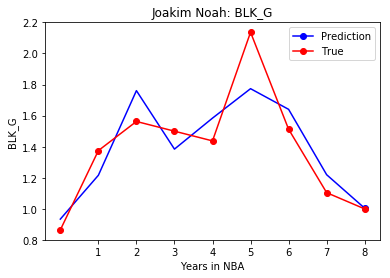 Joakim Noah: BLK_G
Prediction
True
2.2
2.0
1.8
1.6
1.4
1.2
1.0
0.8
BLK_G
1 2 3 4 5 6 7 8
Years in NBA